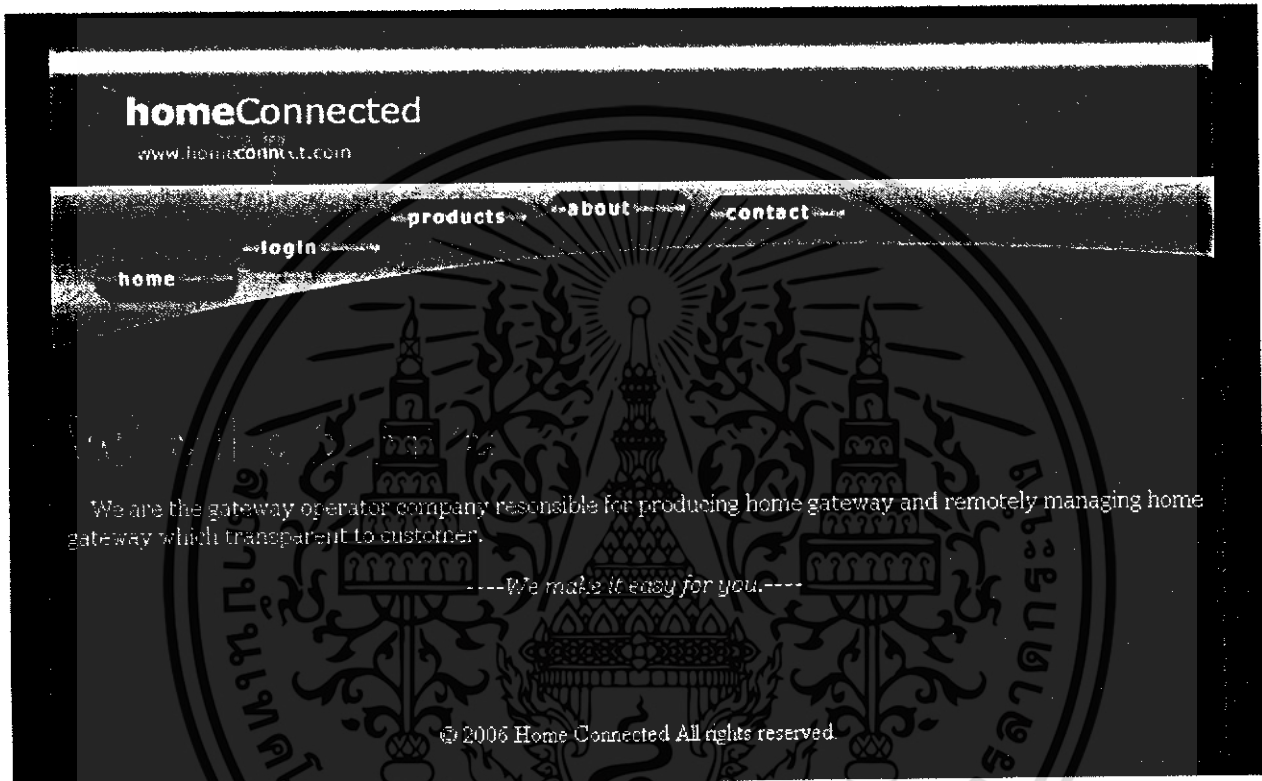 homeConnected
www.homeconnect.com
home
login
products
about
contact
We are the gateway operator company resonsible for producing home gateway and remotely managing home
gateway which transparent to customer.
----We make it easy for you.----
© 2006 Home Connected All rights reserved.